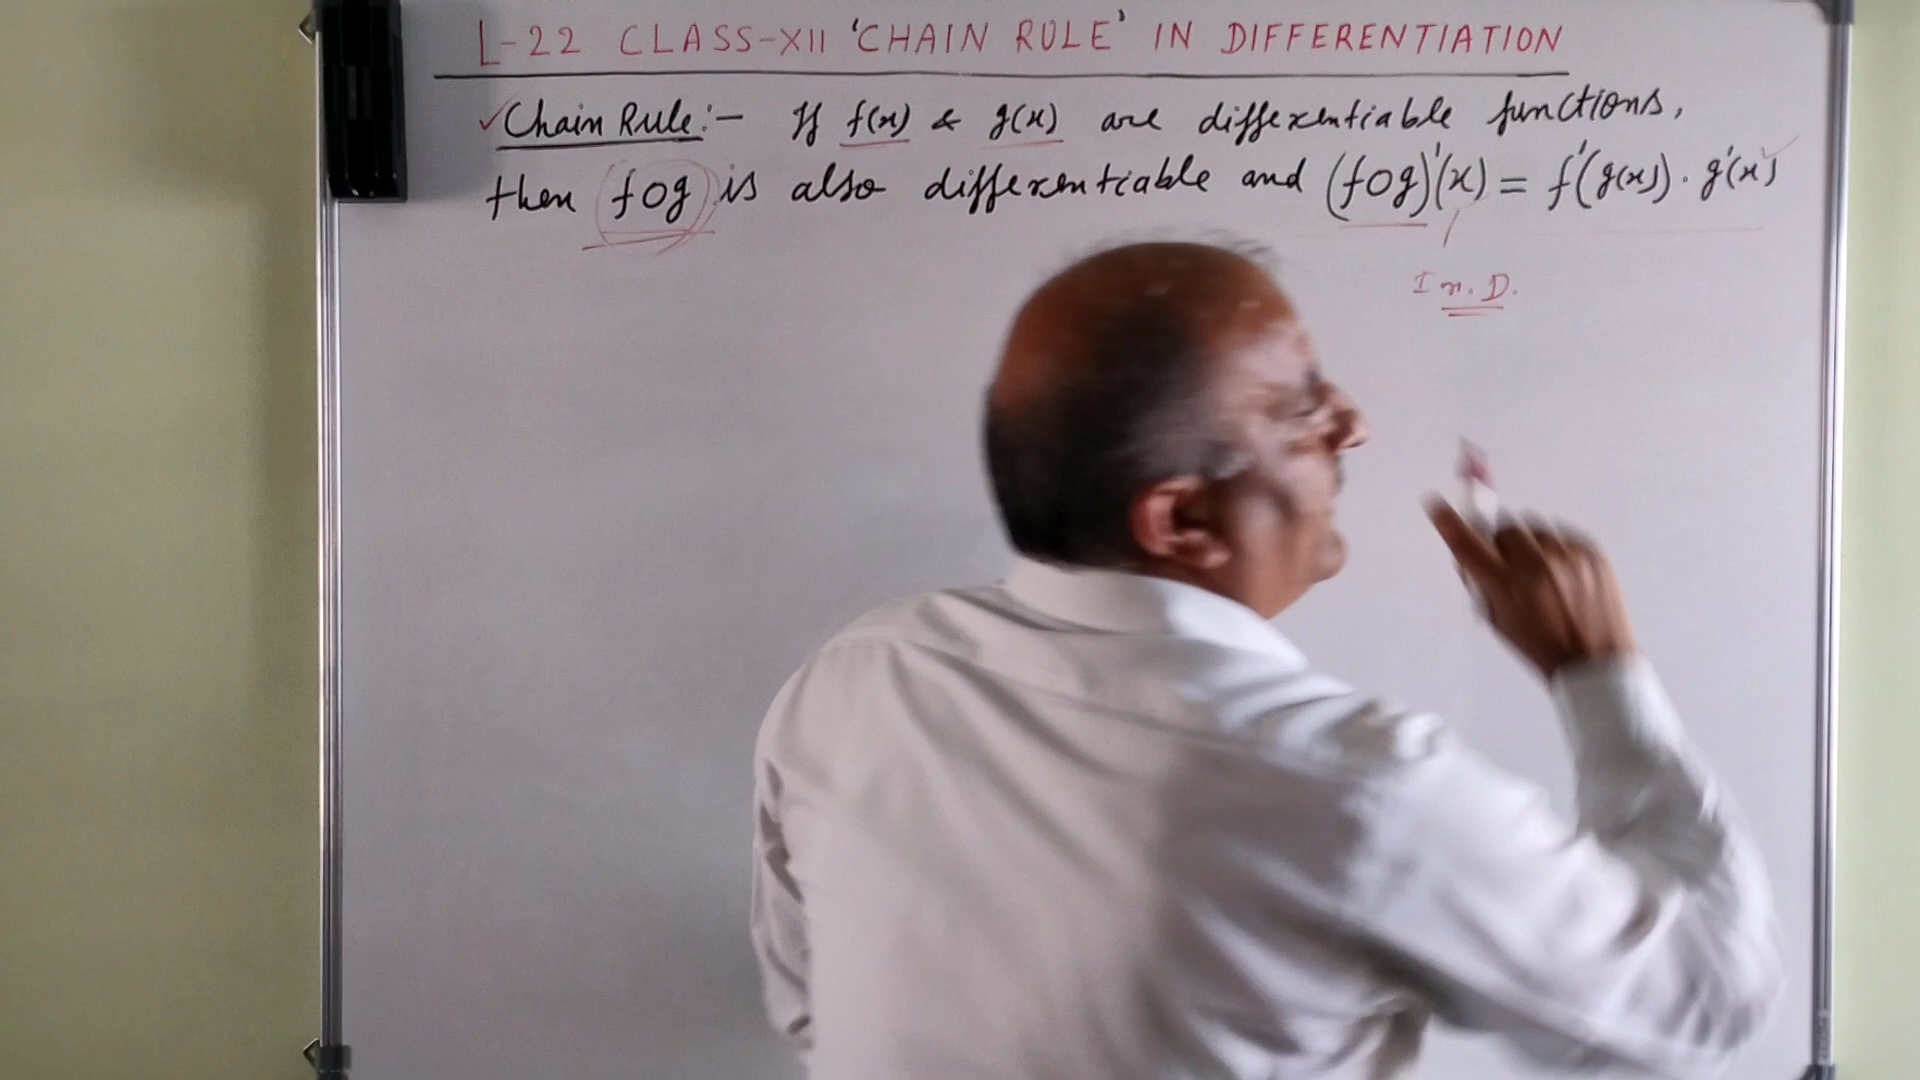 L-22 CLASS-XII 'CHAIN RULE' IN DIFFERENTIATION
Chain Rule:- If f(x) & g(x) are differentiable functions,
then fog is also differentiable and (fog)'(x) = f'(g(x)). g'(x)
I n. D.